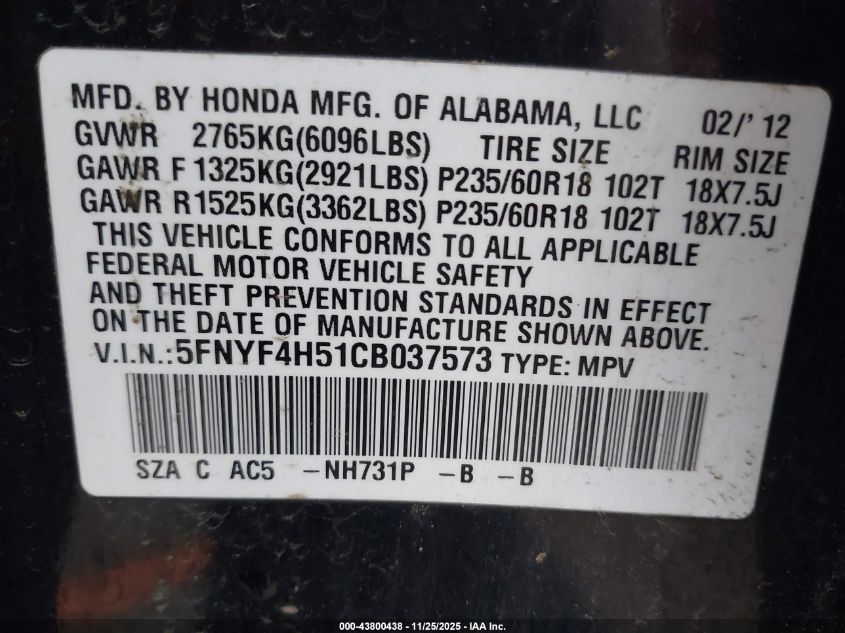 MFD. BY HONDA MFG. OF ALABAMA, LLC 02/' 12
GVWR 2765KG(6096LBS) TIRE SIZE RIM SIZE
GAWR F 1325KG(2921LBS) P235/60R18 102T 18X7.5J
GAWR R1525KG(3362LBS) P235/60R18 102T 18X7.5J
THIS VEHICLE CONFORMS TO ALL APPLICABLE
FEDERAL MOTOR VEHICLE SAFETY
AND THEFT PREVENTION STANDARDS IN EFFECT
ON THE DATE OF MANUFACTURE SHOWN ABOVE.
V.I.N.:5FNYF4H51CB037573 TYPE: MPV
SZA C AC5 -NH731P -B -B
000-43800438 - 11/25/2025 - IAA Inc.